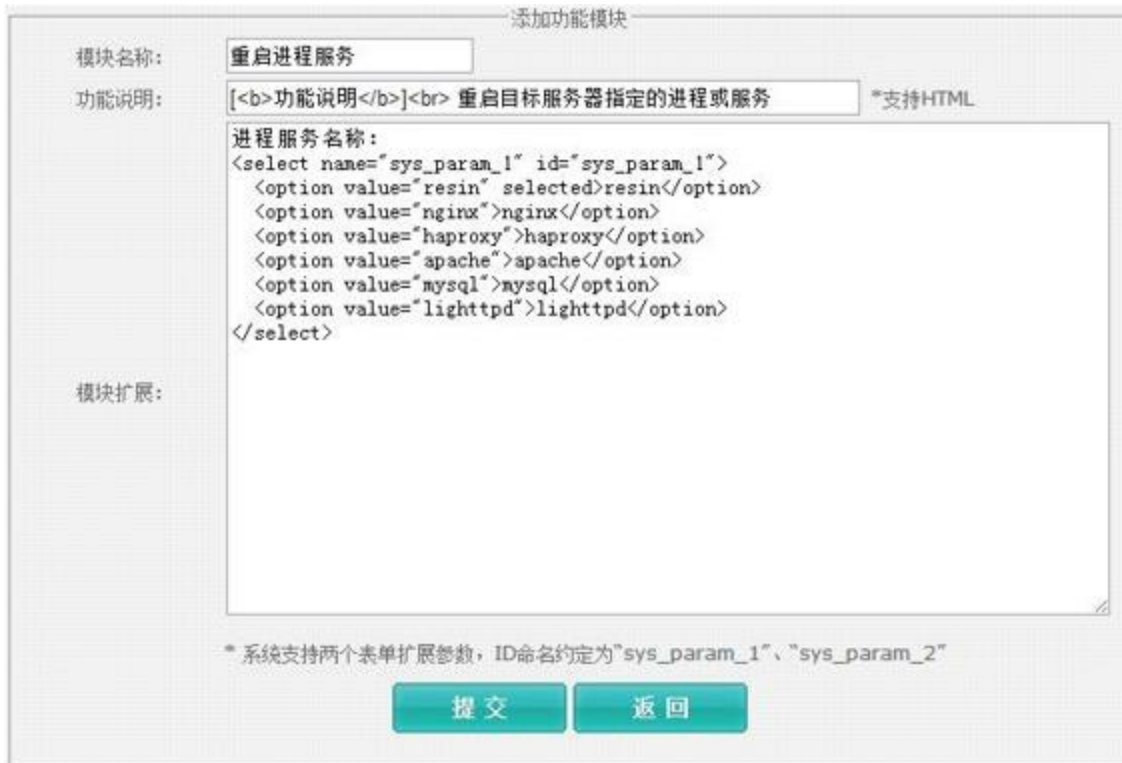 添加功能模块
模块名称: 重启进程服务
功能说明: [<b>功能说明</b>]<br> 重启目标服务器指定的进程或服务 *支持HTML
进程服务名称:
<select name="sys_param_1" id="sys_param_1">
<option value="resin" selected>resin</option>
<option value="nginx">nginx</option>
<option value="haproxy">haproxy</option>
<option value="apache">apache</option>
<option value="mysql">mysql</option>
<option value="lighttpd">lighttpd</option>
</select>
模块扩展:
* 系统支持两个表单扩展参数，ID命名约定为"sys_param_1"、"sys_param_2"
提交 返回